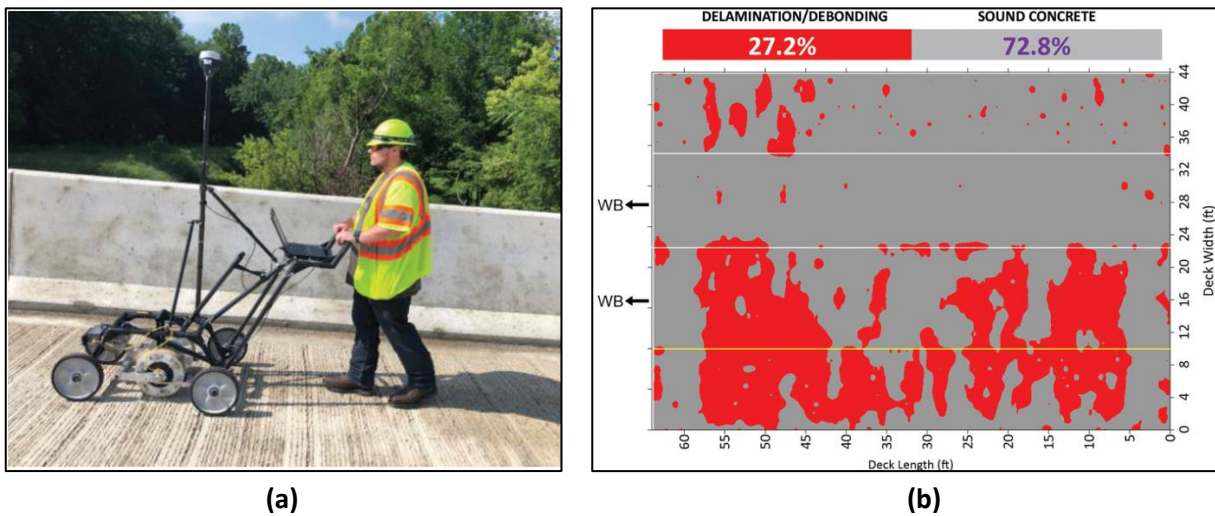 DELAMINATION/DEBONDING SOUND CONCRETE
27.2% 72.8%
44
40
36
32
28
24
20
16
12
8
4
0
Deck Width (ft)
WB
WB
60 55 50 45 40 35 30 25 20 15 10 5 0
Deck Length (ft)
(a) (b)